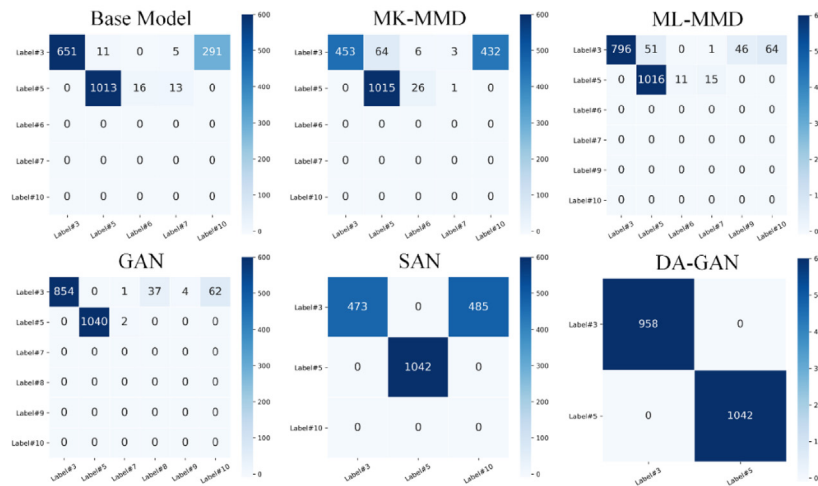 Base Model
600
Label#3 651 11 0 5 291
500
Label#5 0 1013 16 13 0
400
Label#6 0 0 0 0 0
300
200
Label#7 0 0 0 0 0
100
Label#10 0 0 0 0 0
0
Label#3 Label#5 Label#6 Label#7 Label#10
MK-MMD
600
Label#3 453 64 6 3 432
500
Label#5 0 1015 26 1 0
400
Label#6 0 0 0 0 0
300
200
Label#7 0 0 0 0 0
100
Label#10 0 0 0 0 0
0
Label#3 Label#5 Label#6 Label#7 Label#10
ML-MMD
6
Label#3 796 51 0 1 46 64
5
Label#5 0 1016 11 15 0 0
4
Label#6 0 0 0 0 0 0
3
Label#7 0 0 0 0 0 0
2
Label#9 0 0 0 0 0 0
1
Label#10 0 0 0 0 0 0
0
Label#3 Label#5 Label#6 Label#7 Label#9 Label#10
GAN
600
Label#3 854 0 1 37 4 62
500
Label#5 0 1040 2 0 0 0
400
Label#7 0 0 0 0 0 0
300
Label#8 0 0 0 0 0 0
200
Label#9 0 0 0 0 0 0
100
Label#10 0 0 0 0 0 0
0
Label#3 Label#5 Label#7 Label#8 Label#9 Label#10
SAN
600
Label#3 473 0 485
500
400
Label#5 0 1042 0
300
200
Label#10 0 0 0
100
0
Label#3 Label#5 Label#10
DA-GAN
6
Label#3 958 0
5
4
3
Label#5 0 1042
2
1
0
Label#3 Label#5